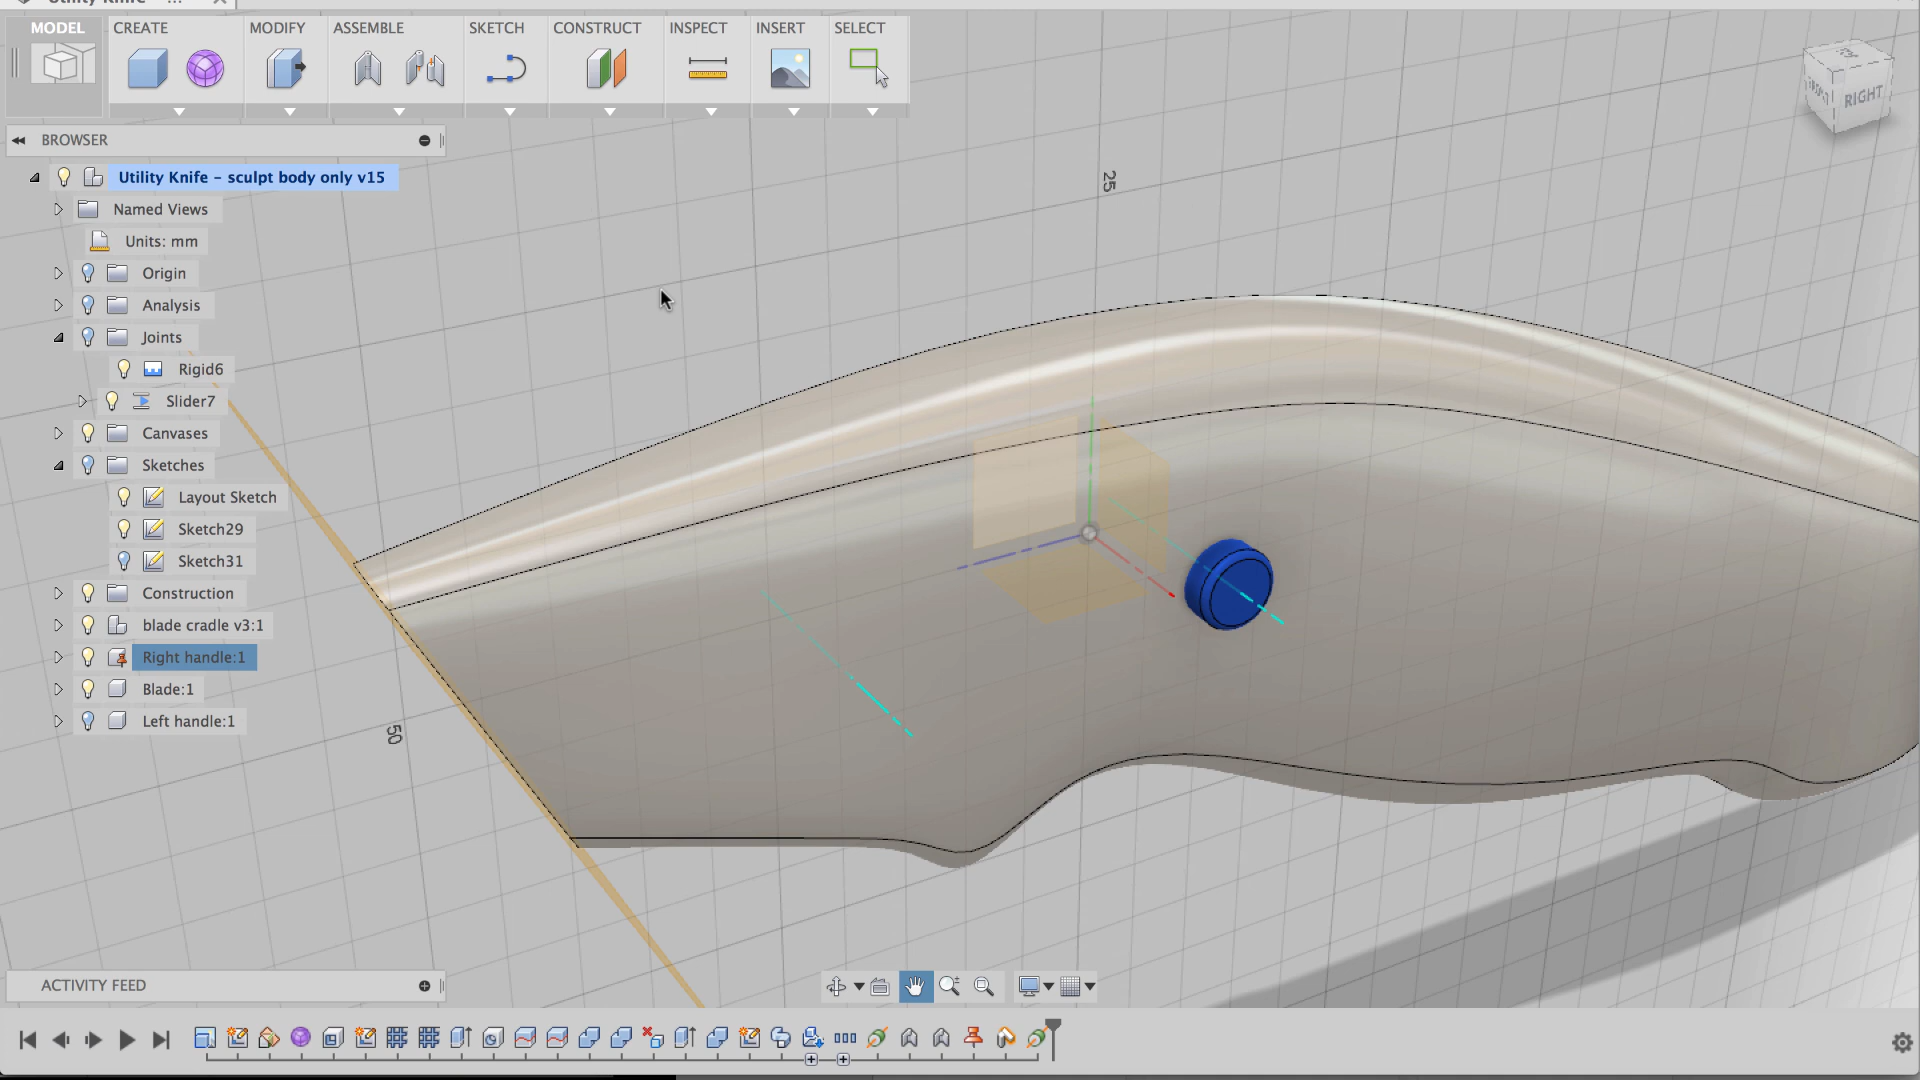 Utility Knife - ...
MODEL CREATE MODIFY ASSEMBLE SKETCH CONSTRUCT INSPECT INSERT SELECT
RIGHT
BROWSER
Utility Knife – sculpt body only v15
Named Views
Units: mm
Origin
Analysis
Joints
Rigid6
Slider7
Canvases
Sketches
Layout Sketch
Sketch29
Sketch31
Construction
blade cradle v3:1
Right handle:1
Blade:1
Left handle:1
25
50
ACTIVITY FEED